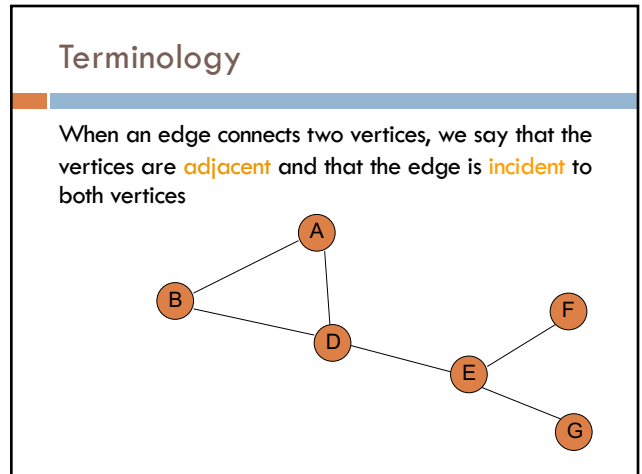 Terminology
When an edge connects two vertices, we say that the
vertices are adjacent and that the edge is incident to
both vertices
A
B
F
D
E
G